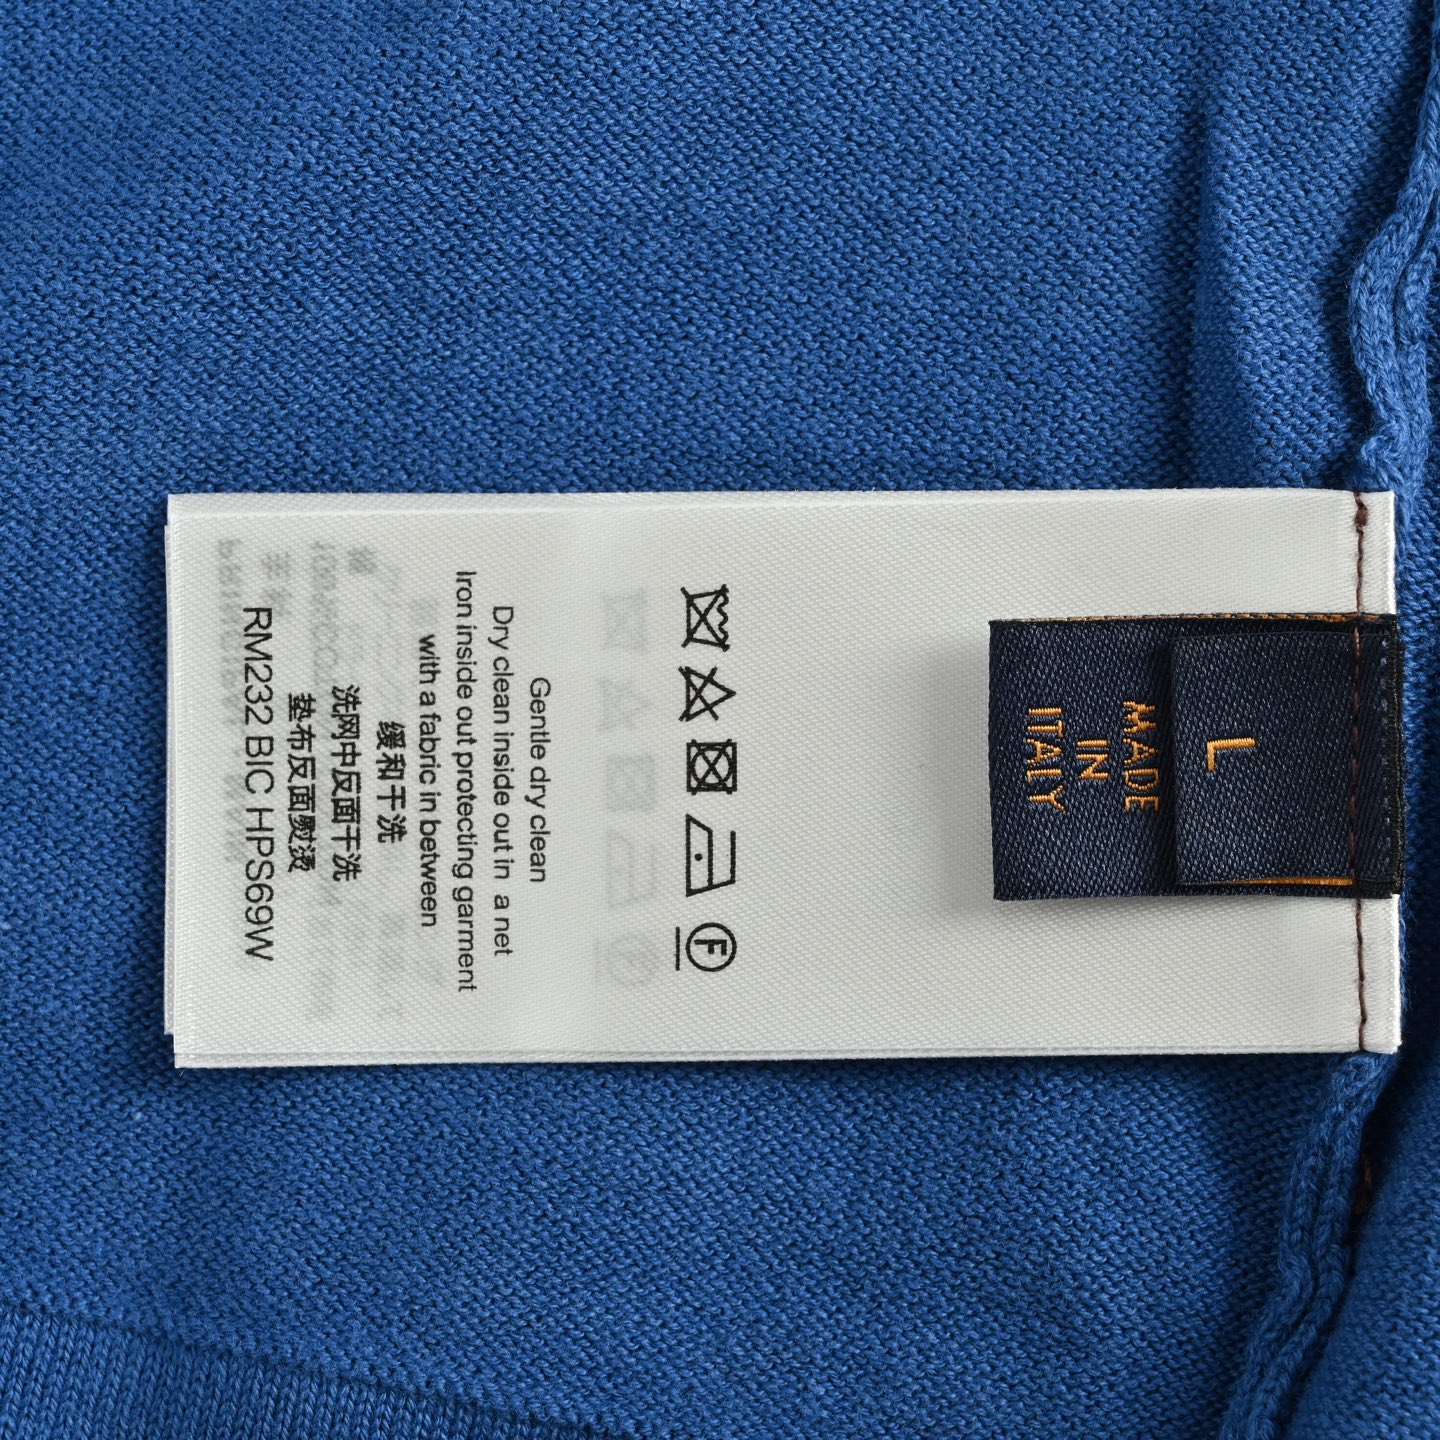 L
MADE
IN
ITALY
F
Gentle dry clean
Dry clean inside out in a net
Iron inside out protecting garment
with a fabric in between
缓和干洗
洗网中反面干洗
垫布反面熨烫
RM232 BIC HPS69W